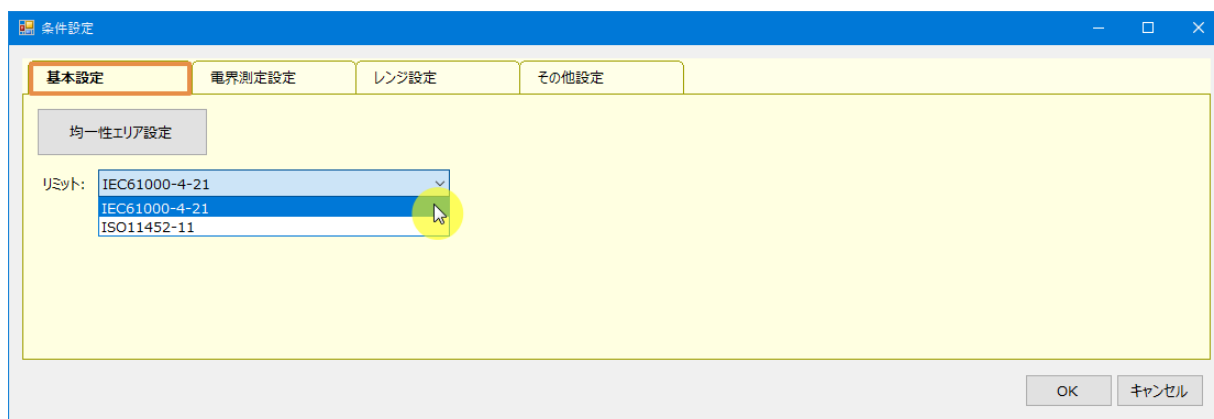 条件設定
基本設定 電界測定設定 レンジ設定 その他設定
均一性エリア設定
リミット: IEC61000-4-21
IEC61000-4-21
ISO11452-11
OK キャンセル